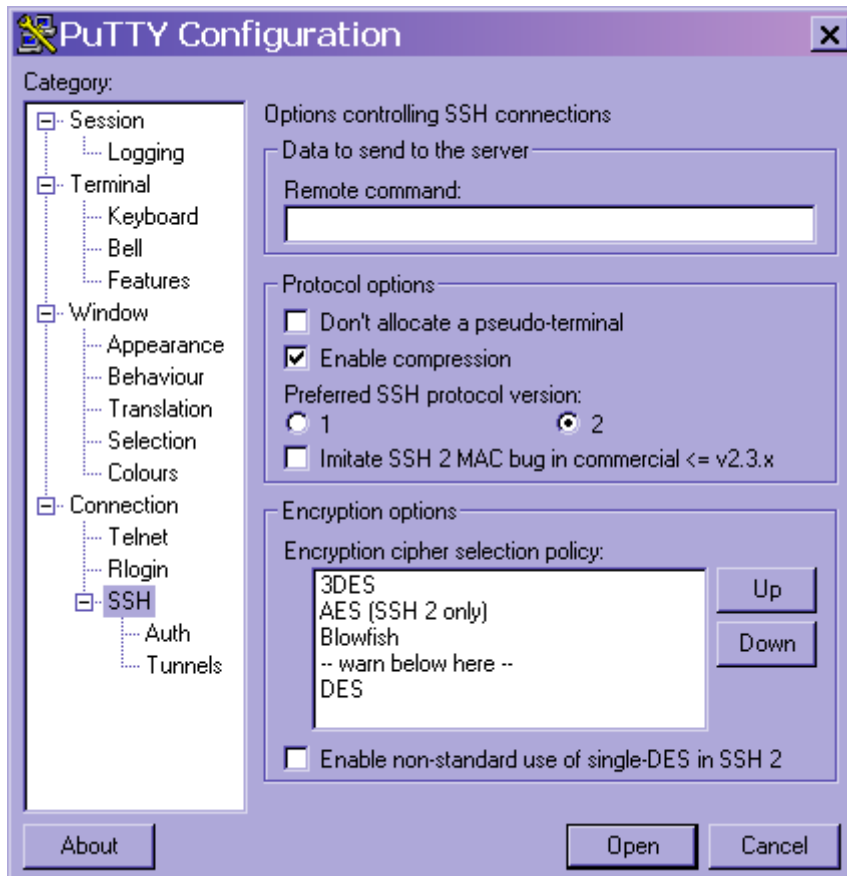 PuTTY Configuration
Category:
Session
Logging
Terminal
Keyboard
Bell
Features
Window
Appearance
Behaviour
Translation
Selection
Colours
Connection
Telnet
Rlogin
SSH
Auth
Tunnels
Options controlling SSH connections
Data to send to the server
Remote command:
Protocol options
Don't allocate a pseudo-terminal
Enable compression
Preferred SSH protocol version:
1 2
Imitate SSH 2 MAC bug in commercial <= v2.3.x
Encryption options
Encryption cipher selection policy:
3DES
AES (SSH 2 only)
Blowfish
-- warn below here --
DES
Up
Down
Enable non-standard use of single-DES in SSH 2
About Open Cancel